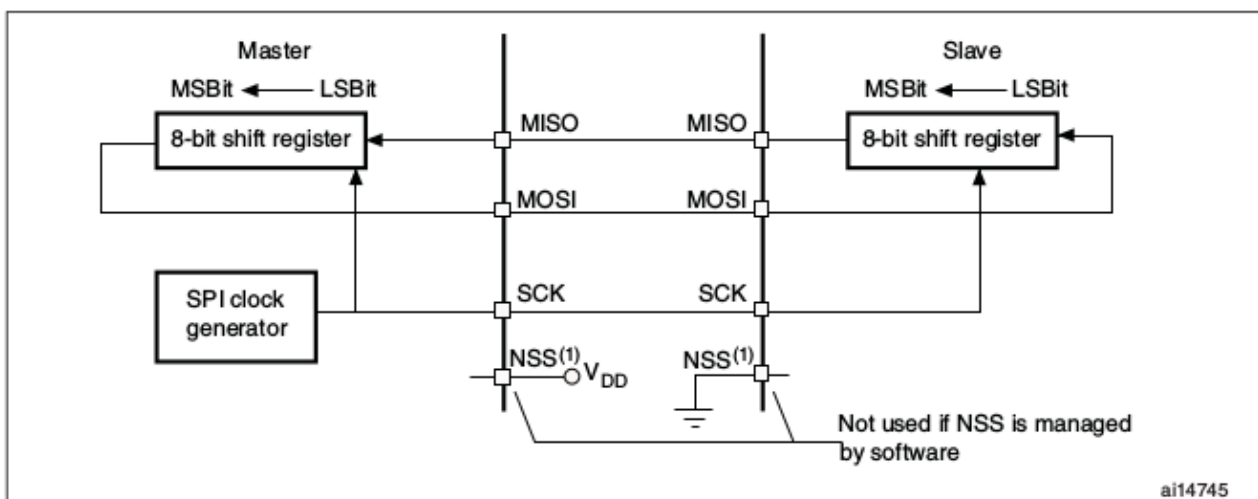 Master
Slave
MSBit LSBit
MSBit LSBit
8-bit shift register
MISO
MISO
8-bit shift register
MOSI
MOSI
SPI clock
generator
SCK
SCK
NSS(1)
VDD
NSS(1)
Not used if NSS is managed
by software
ai14745